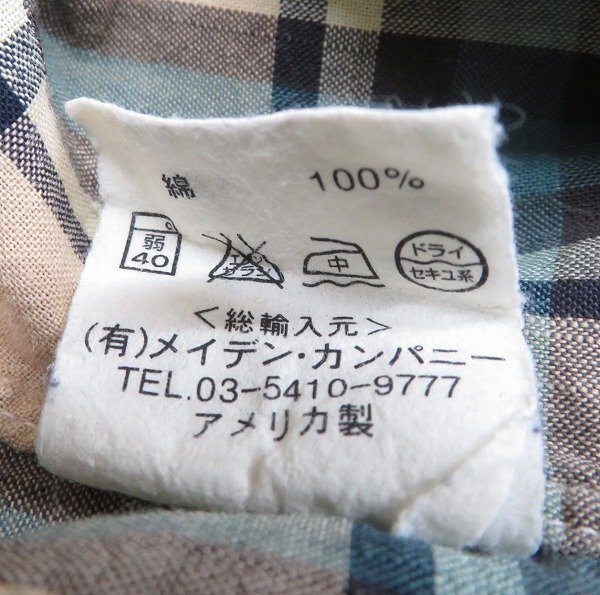 綿 100%
弱 40 エンソ サラシ 中 ドライ セキユ系
＜総輸入元＞
(有)メイデン・カンパニー
TEL.03-5410-9777
アメリカ製